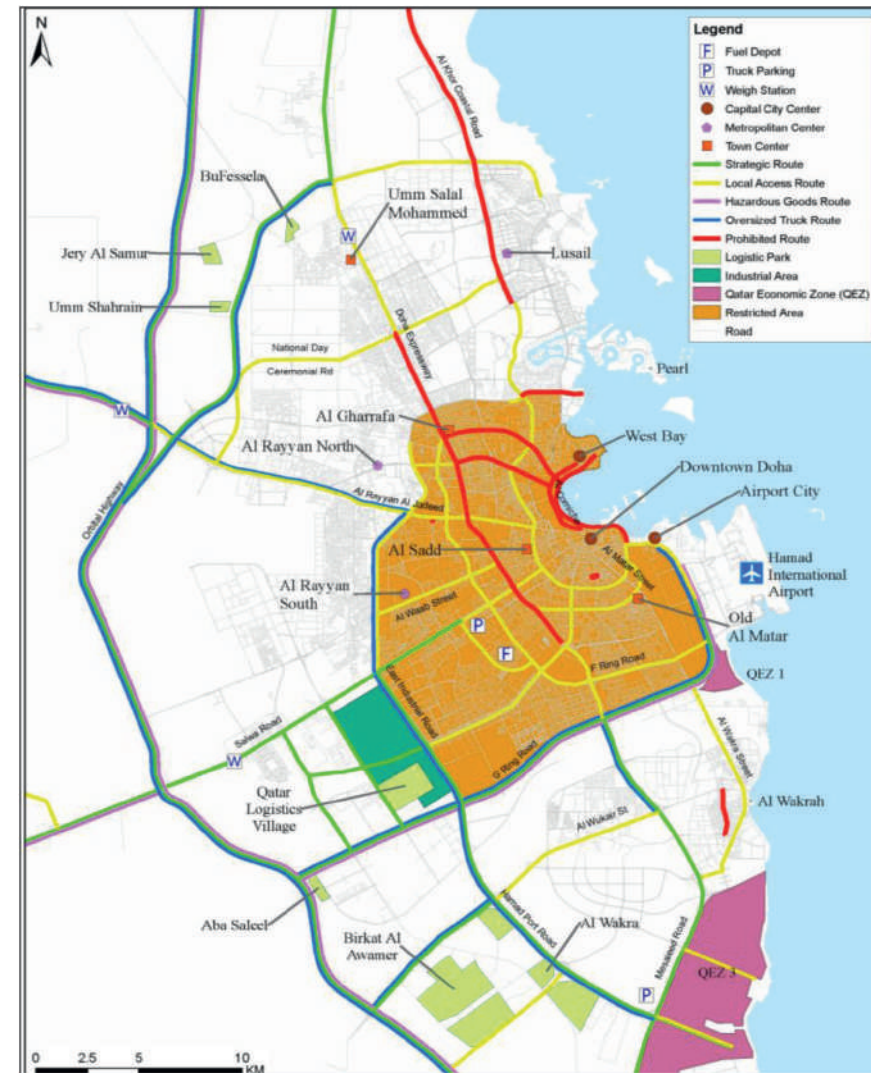 N
Legend
F Fuel Depot
P Truck Parking
W Weigh Station
Capital City Center
Metropolitan Center
Town Center
Strategic Route
Local Access Route
Hazardous Goods Route
Oversized Truck Route
Prohibited Route
Logistic Park
Industrial Area
Qatar Economic Zone (QEZ)
Restricted Area
Road
Al Khor Coastal Road
BuFessela
Umm Salal
Mohammed
W
Jery Al Samur
Lusail
Umm Shahrain
Doha Expressway
National Day
Ceremonial Rd
Pearl
W
Al Gharrafa
West Bay
Al Rayyan North
Downtown Doha
Al Rayyan Al Jadeed
Al Corniche
Airport City
Orbital Highway
Al Sadd
Al Matar Street
Hamad
International
Airport
Al Rayyan
South
Al Waab Street
Old
Al Matar
P
F
F Ring Road
QEZ 1
East Industrial Road
Salwa Road
W
G Ring Road
Al Wakra Street
Qatar
Logistics
Village
Al Wukair St
Al Wakrah
Aba Saleel
Hamad Port Road
Birkat Al
Awamer
Al Wakra
Mesaieed Road
QEZ 3
P
0 2.5 5 10
KM